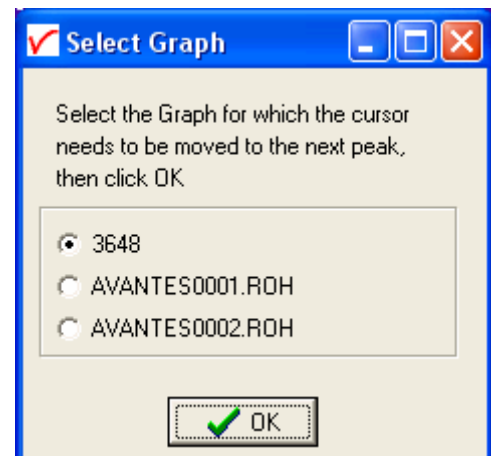 Select Graph
Select the Graph for which the cursor
needs to be moved to the next peak,
then click OK
3648
AVANTES0001.ROH
AVANTES0002.ROH
OK